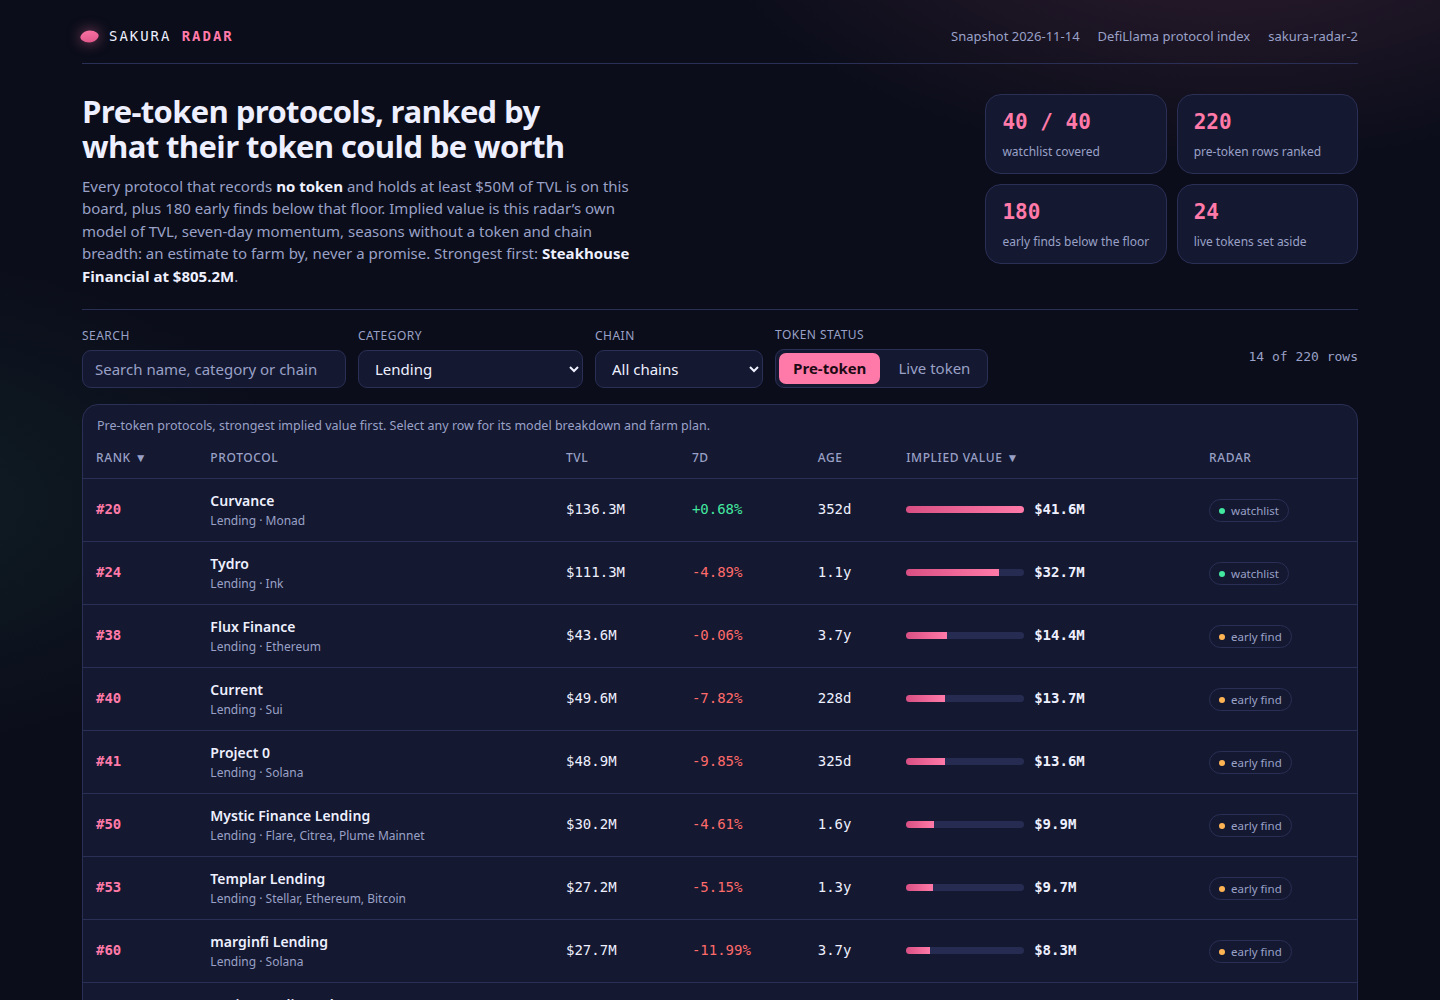 SAKURA RADAR
Snapshot 2026-11-14 DefiLlama protocol index sakura-radar-2
Pre-token protocols, ranked by
what their token could be worth
Every protocol that records no token and holds at least $50M of TVL is on this
board, plus 180 early finds below that floor. Implied value is this radar's own
model of TVL, seven-day momentum, seasons without a token and chain
breadth: an estimate to farm by, never a promise. Strongest first: Steakhouse
Financial at $805.2M.
40 / 40
watchlist covered
220
pre-token rows ranked
180
early finds below the floor
24
live tokens set aside
SEARCH
Search name, category or chain
CATEGORY
Lending
CHAIN
All chains
TOKEN STATUS
Pre-token Live token
14 of 220 rows
Pre-token protocols, strongest implied value first. Select any row for its model breakdown and farm plan.
RANK ▼ PROTOCOL TVL 7D AGE IMPLIED VALUE ▼ RADAR
#20 Curvance $136.3M +0.68% 352d $41.6M watchlist
Lending · Monad
#24 Tydro $111.3M -4.89% 1.1y $32.7M watchlist
Lending · Ink
#38 Flux Finance $43.6M -0.06% 3.7y $14.4M early find
Lending · Ethereum
#40 Current $49.6M -7.82% 228d $13.7M early find
Lending · Sui
#41 Project 0 $48.9M -9.85% 325d $13.6M early find
Lending · Solana
#50 Mystic Finance Lending $30.2M -4.61% 1.6y $9.9M early find
Lending · Flare, Citrea, Plume Mainnet
#53 Templar Lending $27.2M -5.15% 1.3y $9.7M early find
Lending · Stellar, Ethereum, Bitcoin
#60 marginfi Lending $27.7M -11.99% 3.7y $8.3M early find
Lending · Solana